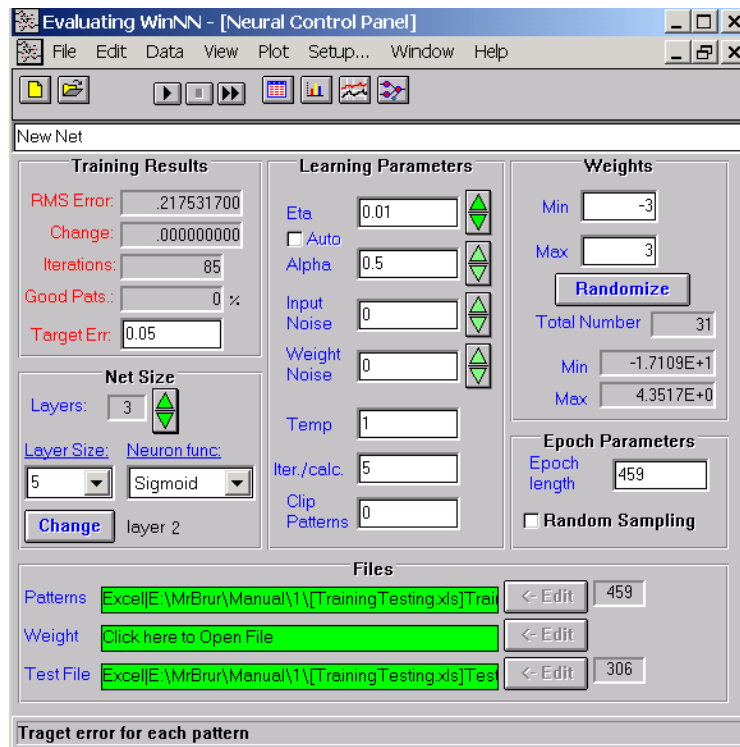 Evaluating WinNN - [Neural Control Panel]
File Edit Data View Plot Setup... Window Help
New Net
Training Results
RMS Error: .217531700
Change: .000000000
Iterations: 85
Good Pats.: 0 %
Target Err: 0.05
Net Size
Layers: 3
Layer Size: Neuron func:
5 Sigmoid
Change layer 2
Learning Parameters
Eta 0.01
Auto
Alpha 0.5
Input Noise 0
Weight Noise 0
Temp 1
Iter./calc. 5
Clip Patterns 0
Weights
Min -3
Max 3
Randomize
Total Number 31
Min -1.7109E+1
Max 4.3517E+0
Epoch Parameters
Epoch length 459
Random Sampling
Files
Patterns Excel|E:\MrBrur\Manual\1\[TrainingTesting.xls]Trai <- Edit 459
Weight Click here to Open File <- Edit
Test File Excel|E:\MrBrur\Manual\1\[TrainingTesting.xls]Test <- Edit 306
Traget error for each pattern